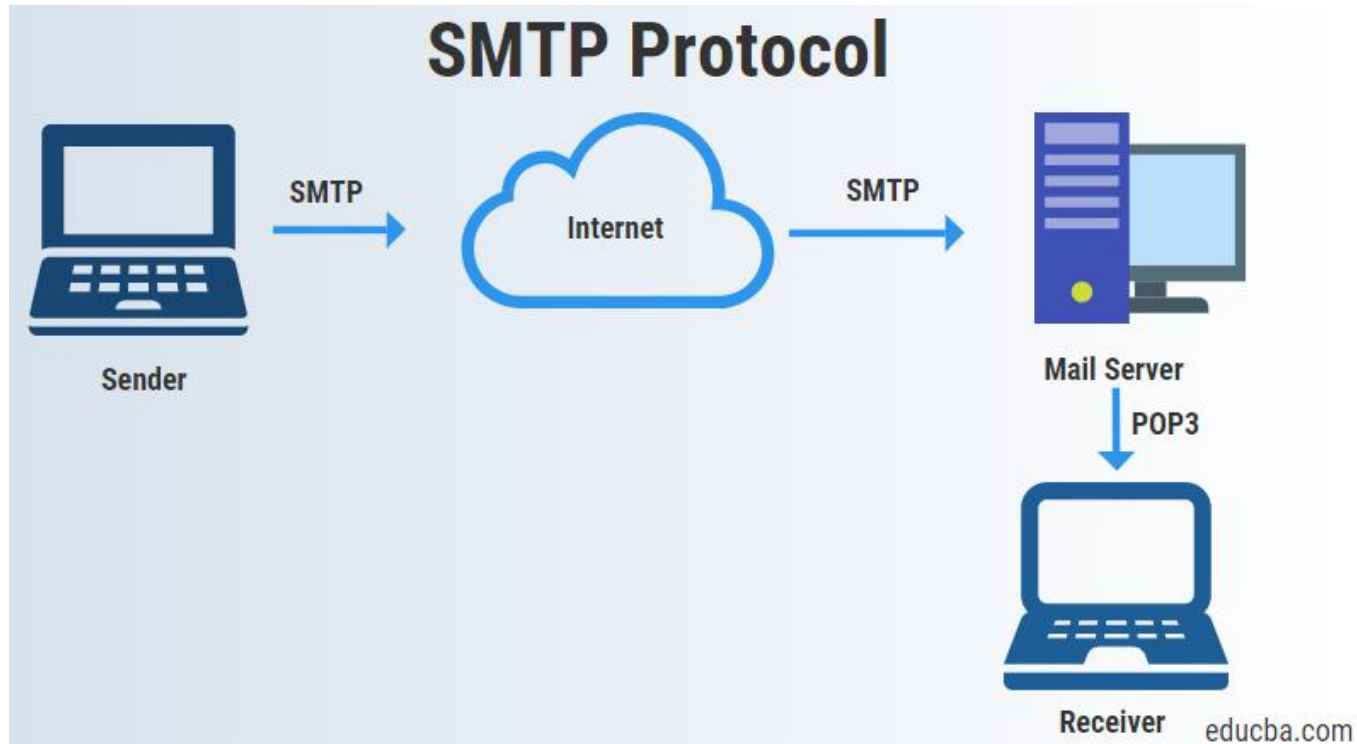 SMTP Protocol
SMTP
SMTP
Internet
Sender
Mail Server
POP3
Receiver
educba.com